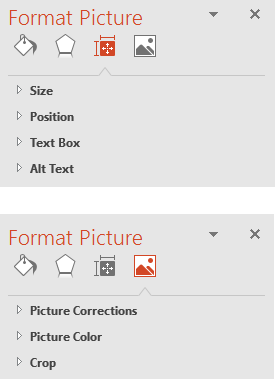 Format Picture
Size
Position
Text Box
Alt Text
Format Picture
Picture Corrections
Picture Color
Crop